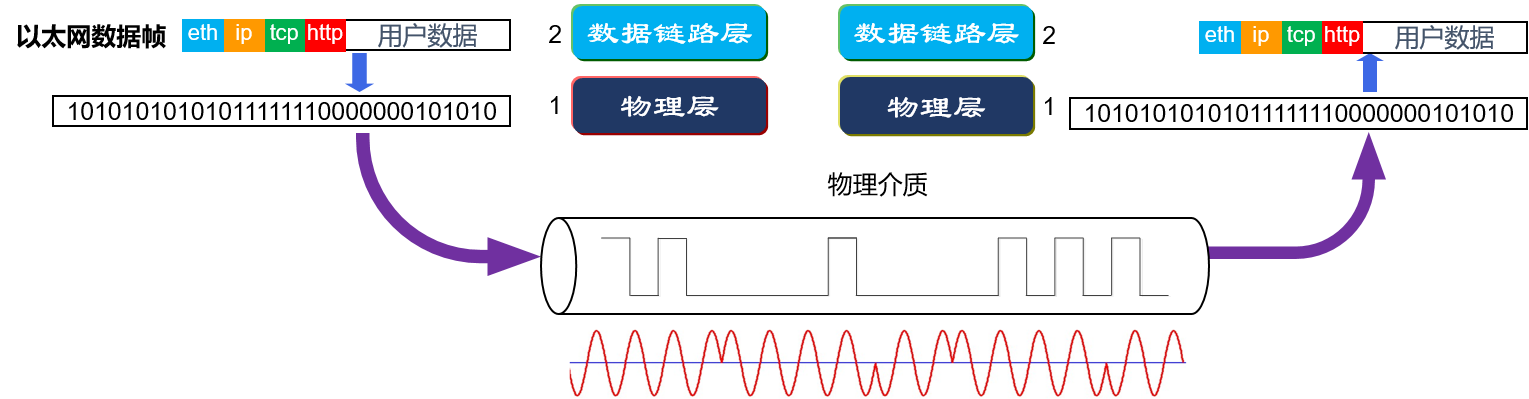 以太网数据帧 eth ip tcp http 用户数据
10101010101011111110000000101010
2 数据链路层 数据链路层 2
1 物理层 物理层 1
eth ip tcp http 用户数据
10101010101011111110000000101010
物理介质